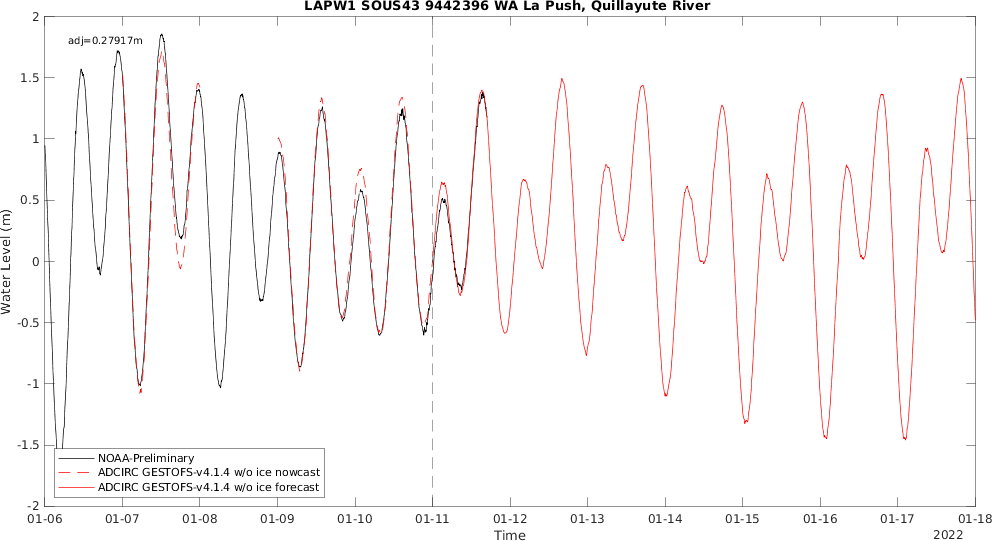 LAPW1 SOUS43 9442396 WA La Push, Quillayute River
adj=0.27917m
2
1.5
1
0.5
0
-0.5
-1
-1.5
-2
Water Level (m)
NOAA-Preliminary
ADCIRC GESTOFS-v4.1.4 w/o ice nowcast
ADCIRC GESTOFS-v4.1.4 w/o ice forecast
01-06 01-07 01-08 01-09 01-10 01-11 01-12 01-13 01-14 01-15 01-16 01-17 01-18
Time
2022